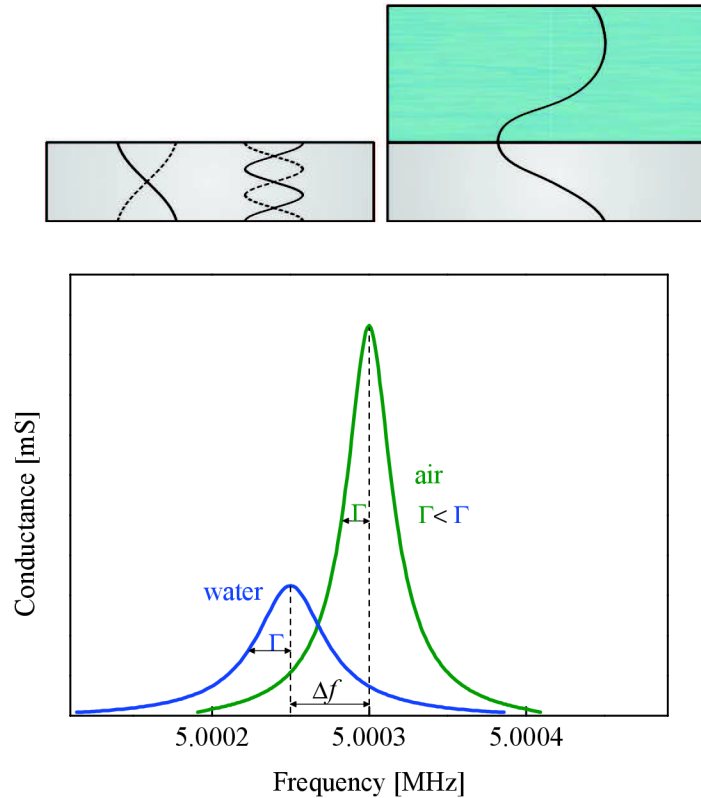 Conductance [mS]
air
Γ
Γ< Γ
water
Γ
Δf
5.0002 5.0003 5.0004
Frequency [MHz]